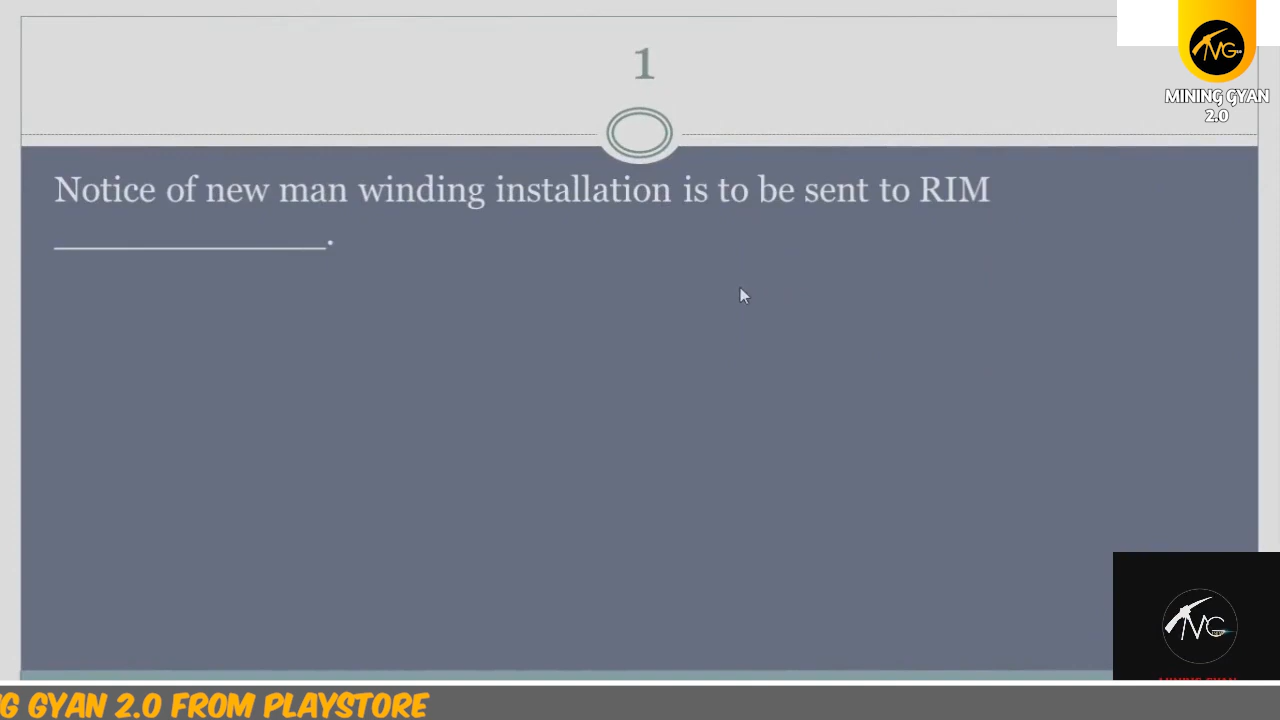 1
MINING GYAN
2.0
Notice of new man winding installation is to be sent to RIM
_______________.
G GYAN 2.0 FROM PLAYSTORE